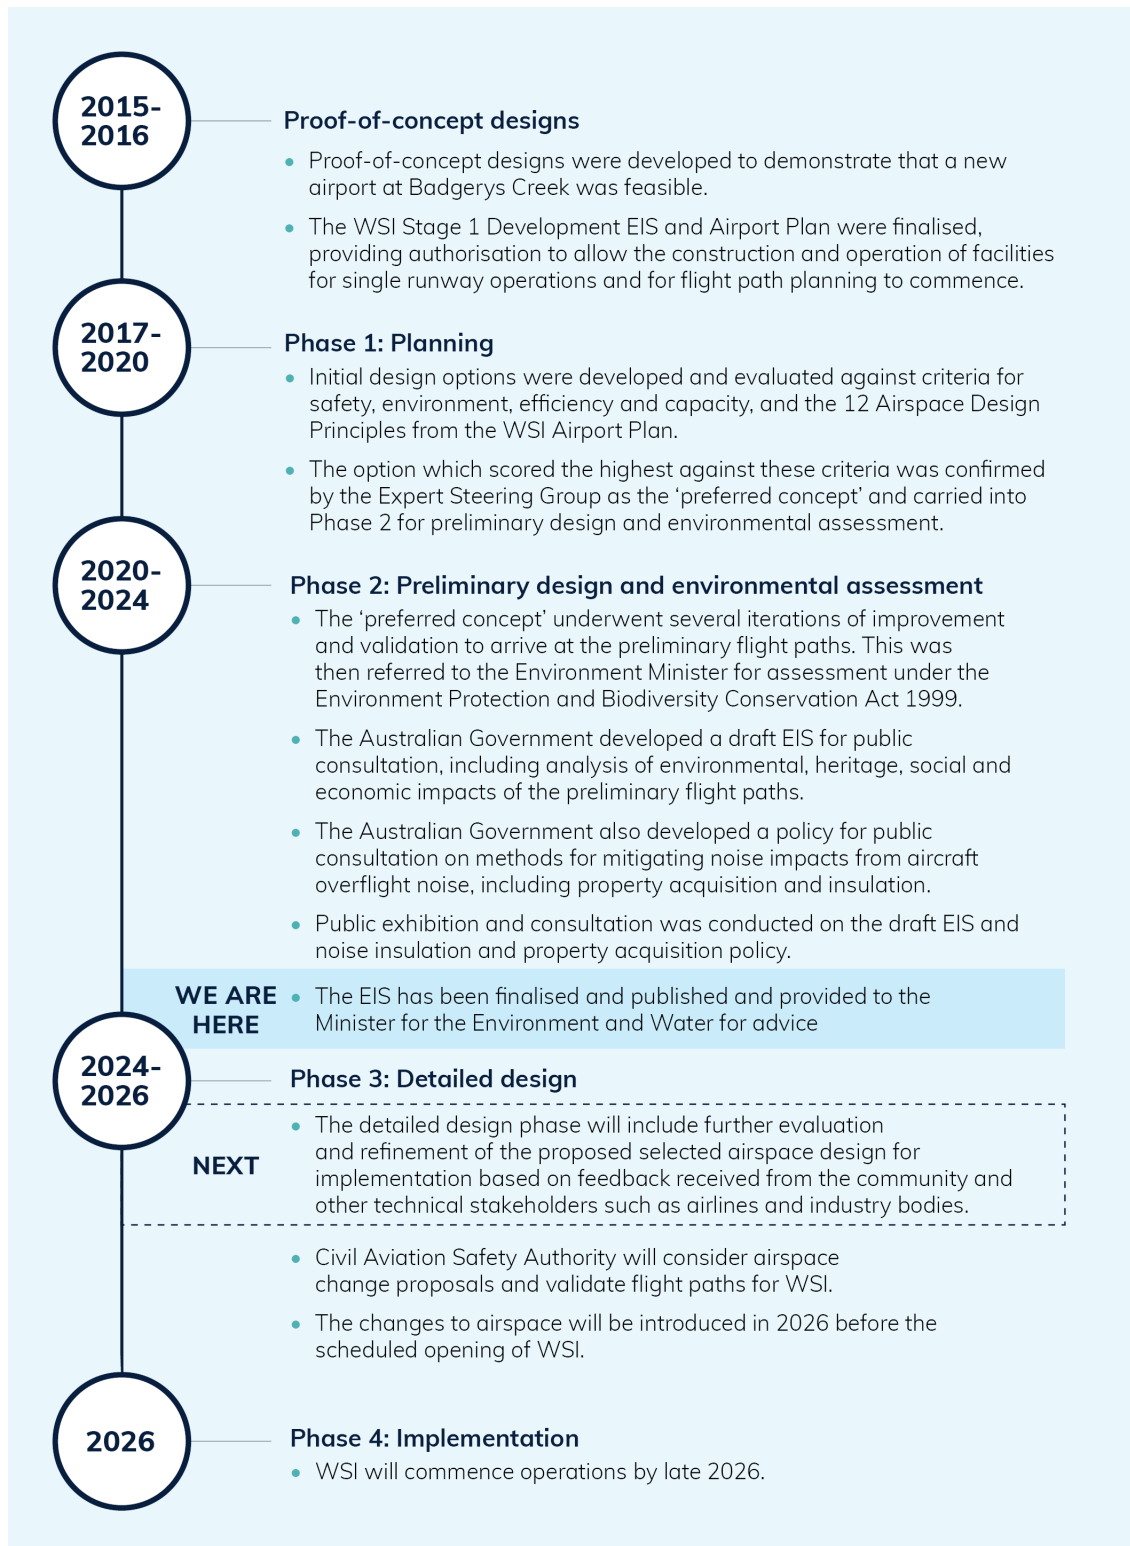 2015-
2016
Proof-of-concept designs
• Proof-of-concept designs were developed to demonstrate that a new
airport at Badgerys Creek was feasible.
• The WSI Stage 1 Development EIS and Airport Plan were finalised,
providing authorisation to allow the construction and operation of facilities
for single runway operations and for flight path planning to commence.
2017-
2020
Phase 1: Planning
• Initial design options were developed and evaluated against criteria for
safety, environment, efficiency and capacity, and the 12 Airspace Design
Principles from the WSI Airport Plan.
• The option which scored the highest against these criteria was confirmed
by the Expert Steering Group as the ‘preferred concept’ and carried into
Phase 2 for preliminary design and environmental assessment.
2020-
2024
Phase 2: Preliminary design and environmental assessment
• The ‘preferred concept’ underwent several iterations of improvement
and validation to arrive at the preliminary flight paths. This was
then referred to the Environment Minister for assessment under the
Environment Protection and Biodiversity Conservation Act 1999.
• The Australian Government developed a draft EIS for public
consultation, including analysis of environmental, heritage, social and
economic impacts of the preliminary flight paths.
• The Australian Government also developed a policy for public
consultation on methods for mitigating noise impacts from aircraft
overflight noise, including property acquisition and insulation.
• Public exhibition and consultation was conducted on the draft EIS and
noise insulation and property acquisition policy.
WE ARE
HERE
• The EIS has been finalised and published and provided to the
Minister for the Environment and Water for advice
2024-
2026
Phase 3: Detailed design
NEXT
• The detailed design phase will include further evaluation
and refinement of the proposed selected airspace design for
implementation based on feedback received from the community and
other technical stakeholders such as airlines and industry bodies.
• Civil Aviation Safety Authority will consider airspace
change proposals and validate flight paths for WSI.
• The changes to airspace will be introduced in 2026 before the
scheduled opening of WSI.
2026
Phase 4: Implementation
• WSI will commence operations by late 2026.